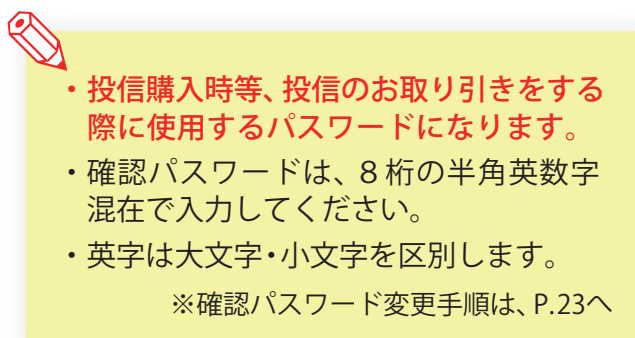 ・投信購入時等、投信のお取り引きをする
際に使用するパスワードになります。
・確認パスワードは、８桁の半角英数字
混在で入力してください。
・英字は大文字・小文字を区別します。
※確認パスワード変更手順は、P.23へ